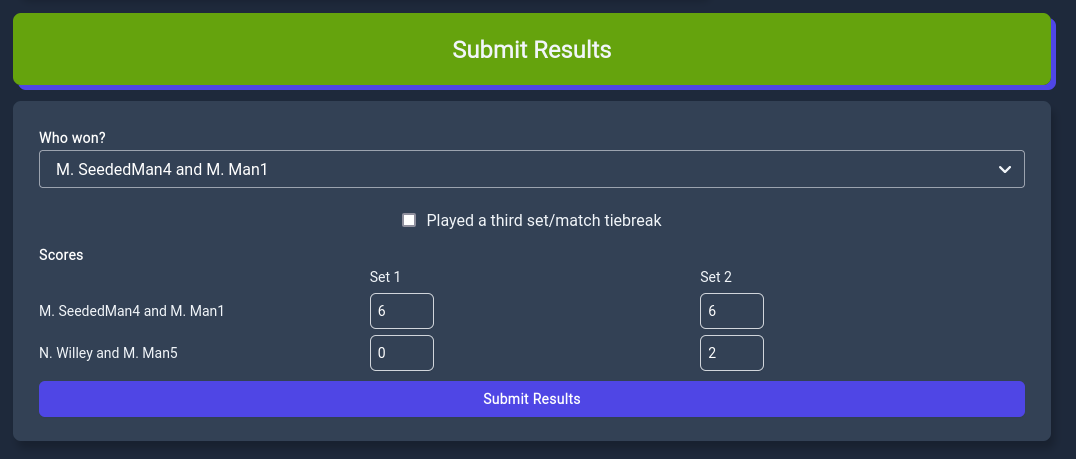 Submit Results
Who won?
M. SeededMan4 and M. Man1
Played a third set/match tiebreak
Scores
Set 1 Set 2
M. SeededMan4 and M. Man1 6 6
N. Willey and M. Man5 0 2
Submit Results